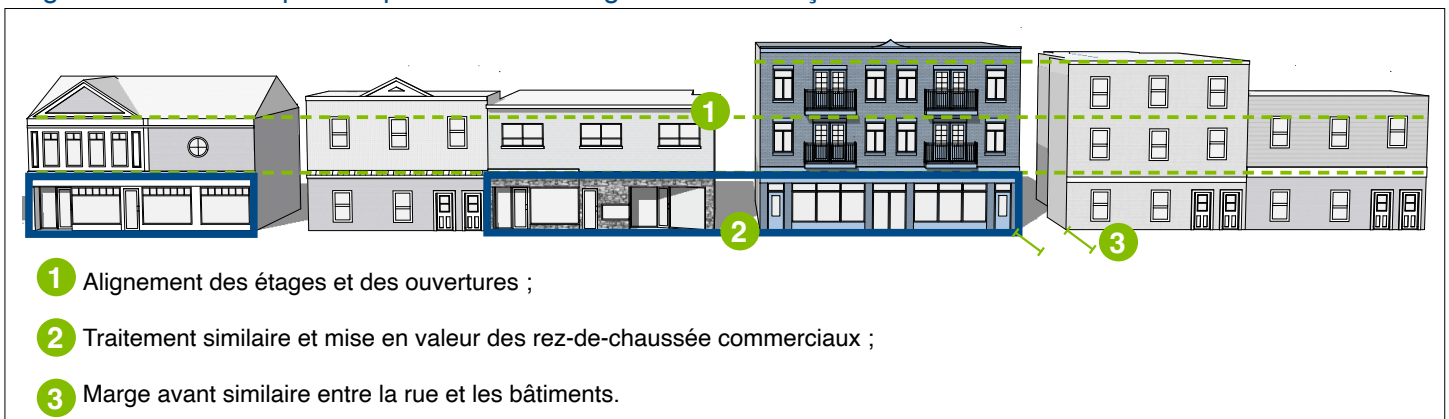 1
2
3
1 Alignement des étages et des ouvertures ;
2 Traitement similaire et mise en valeur des rez-de-chaussée commerciaux ;
3 Marge avant similaire entre la rue et les bâtiments.